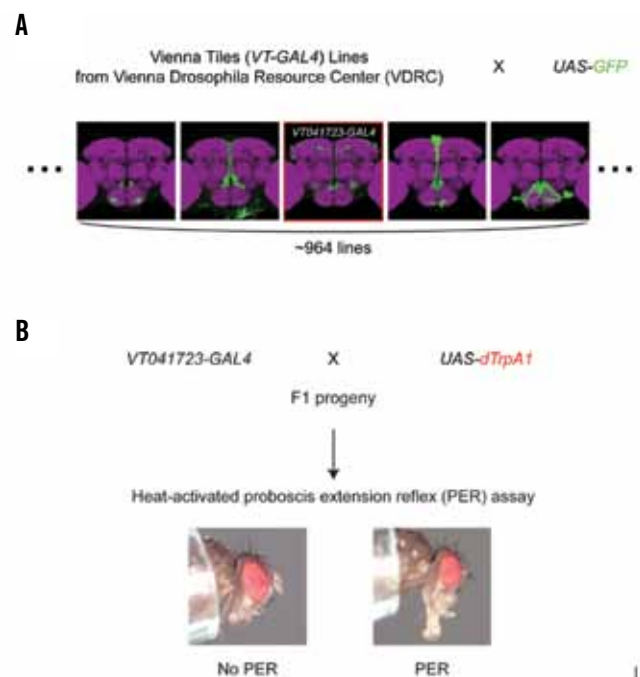 A
Vienna Tiles (VT-GAL4) Lines
from Vienna Drosophila Resource Center (VDRC)
X
UAS-GFP
VT041723-GAL4
~964 lines
B
VT041723-GAL4
X
UAS-dTrpA1
F1 progeny
Heat-activated proboscis extension reflex (PER) assay
No PER
PER